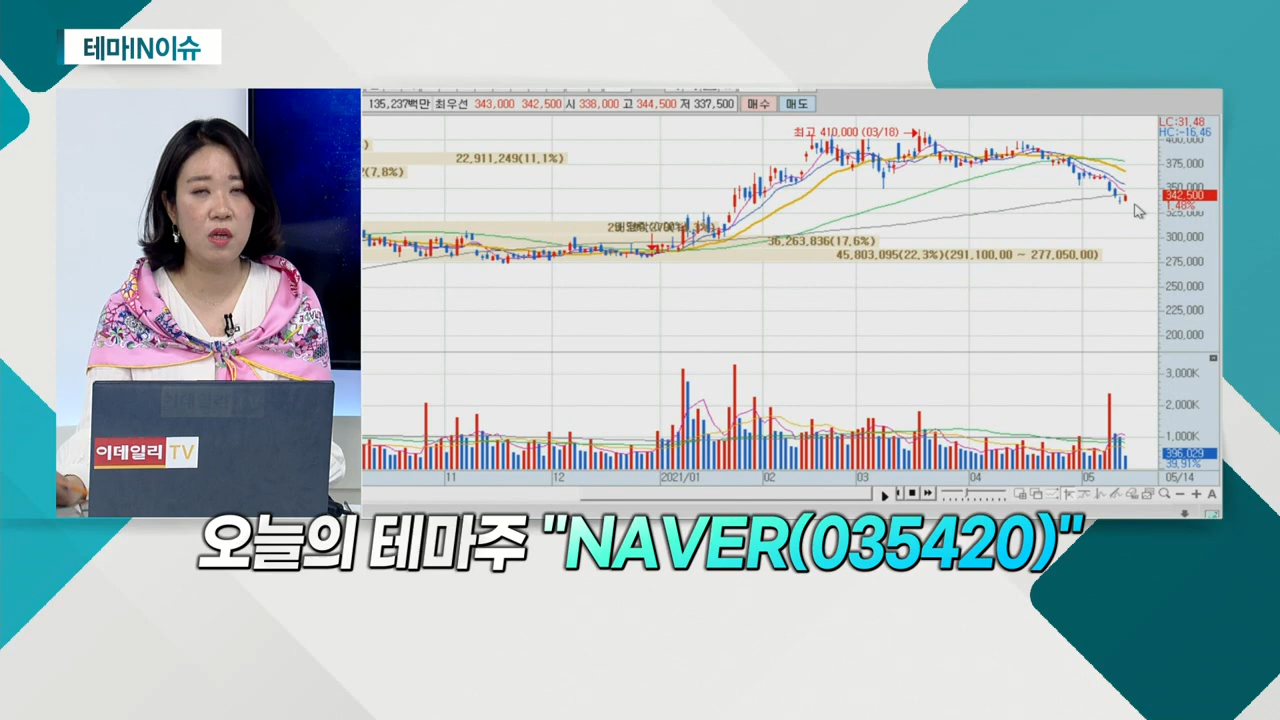 테마IN이슈
135,237백만 최우선 343,000 342,500 시 338,000 고 344,500 저 337,500 매수 매도
LC:31.48
HC:-16.46
최고 410,000 (03/18)
400,000
22,911,249(11.1%)
375,000
(7.8%)
350,000
342,500
1.48%
325,000
36,263,836(17.6%)
300,000
45,803,095(22.3%)(291,100.00 ~ 277,050.00)
275,000
250,000
225,000
200,000
3,000K
2,000K
1,000K
396,029
39.91%
11 12 2021/01 02 03 04 05 05/14
A
이데일리 TV
오늘의 테마주 "NAVER(035420)"